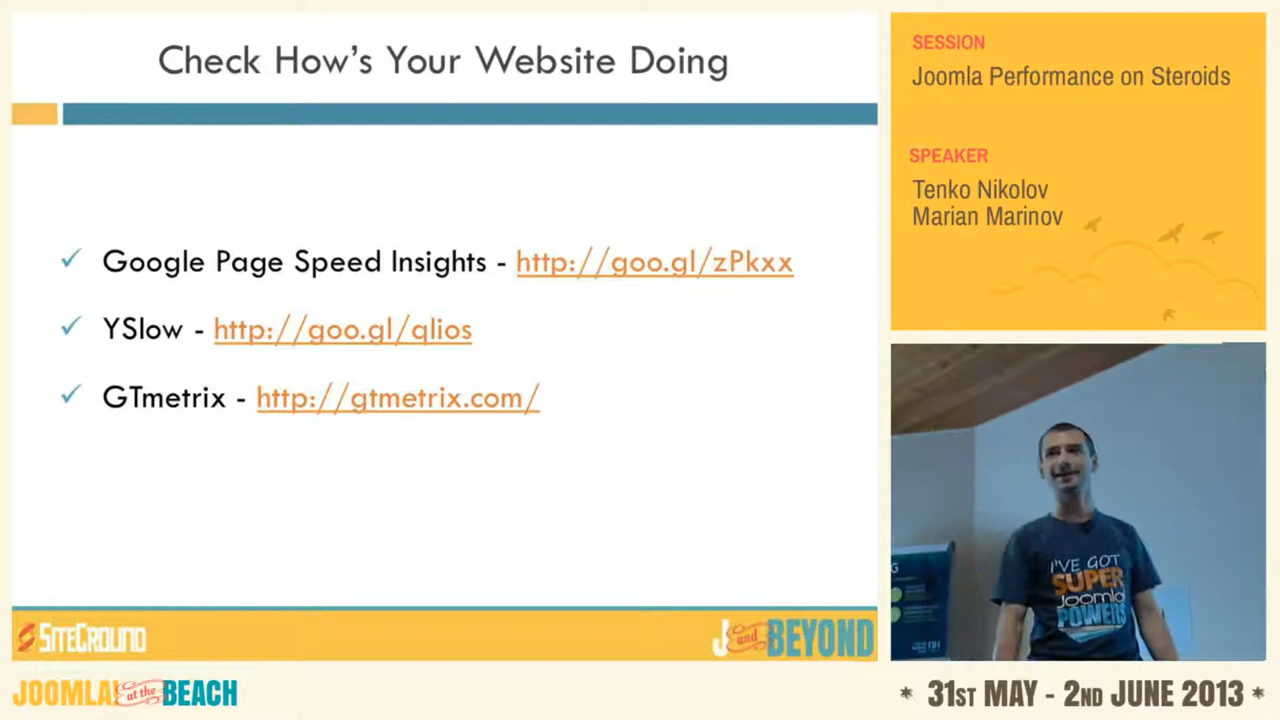 Check How's Your Website Doing
Google Page Speed Insights - http://goo.gl/zPkxx
YSlow - http://goo.gl/qlios
GTmetrix - http://gtmetrix.com/
SITEGROUND
J and BEYOND
SESSION
Joomla Performance on Steroids
SPEAKER
Tenko Nikolov
Marian Marinov
G
I'VE GOT
SUPER
Joomla
POWERS
JOOMLA! at the BEACH
* 31ST MAY - 2ND JUNE 2013 *